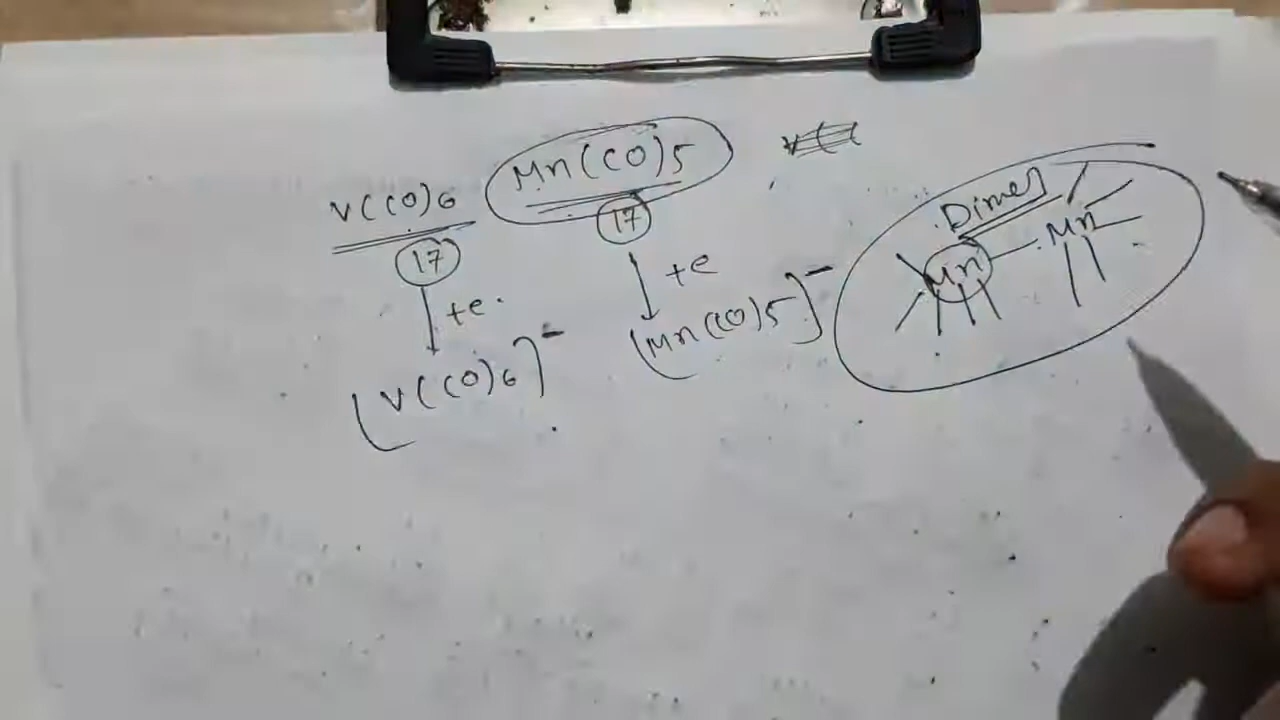 V(CO)6 Mn(CO)5
17 17
+e. +e
[V(CO)6]- [Mn(CO)5]-
Dimer
Mn - Mn